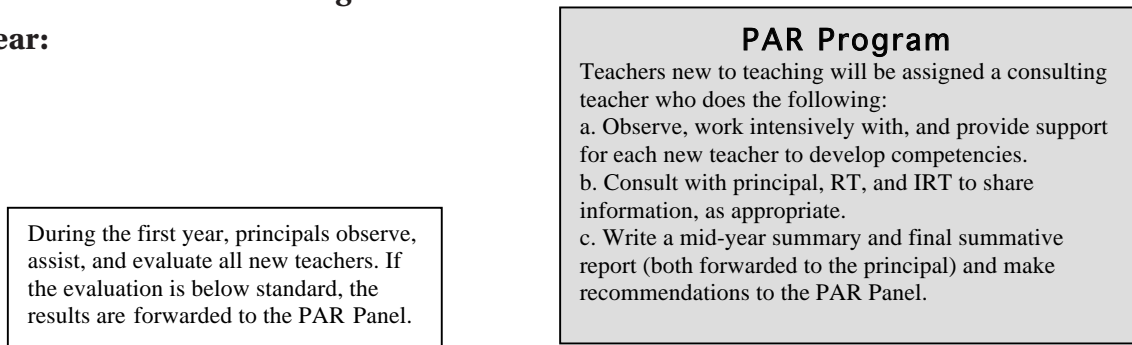 ear:
PAR Program
Teachers new to teaching will be assigned a consulting
teacher who does the following:
a. Observe, work intensively with, and provide support
for each new teacher to develop competencies.
b. Consult with principal, RT, and IRT to share
information, as appropriate.
c. Write a mid-year summary and final summative
report (both forwarded to the principal) and make
recommendations to the PAR Panel.
During the first year, principals observe,
assist, and evaluate all new teachers. If
the evaluation is below standard, the
results are forwarded to the PAR Panel.